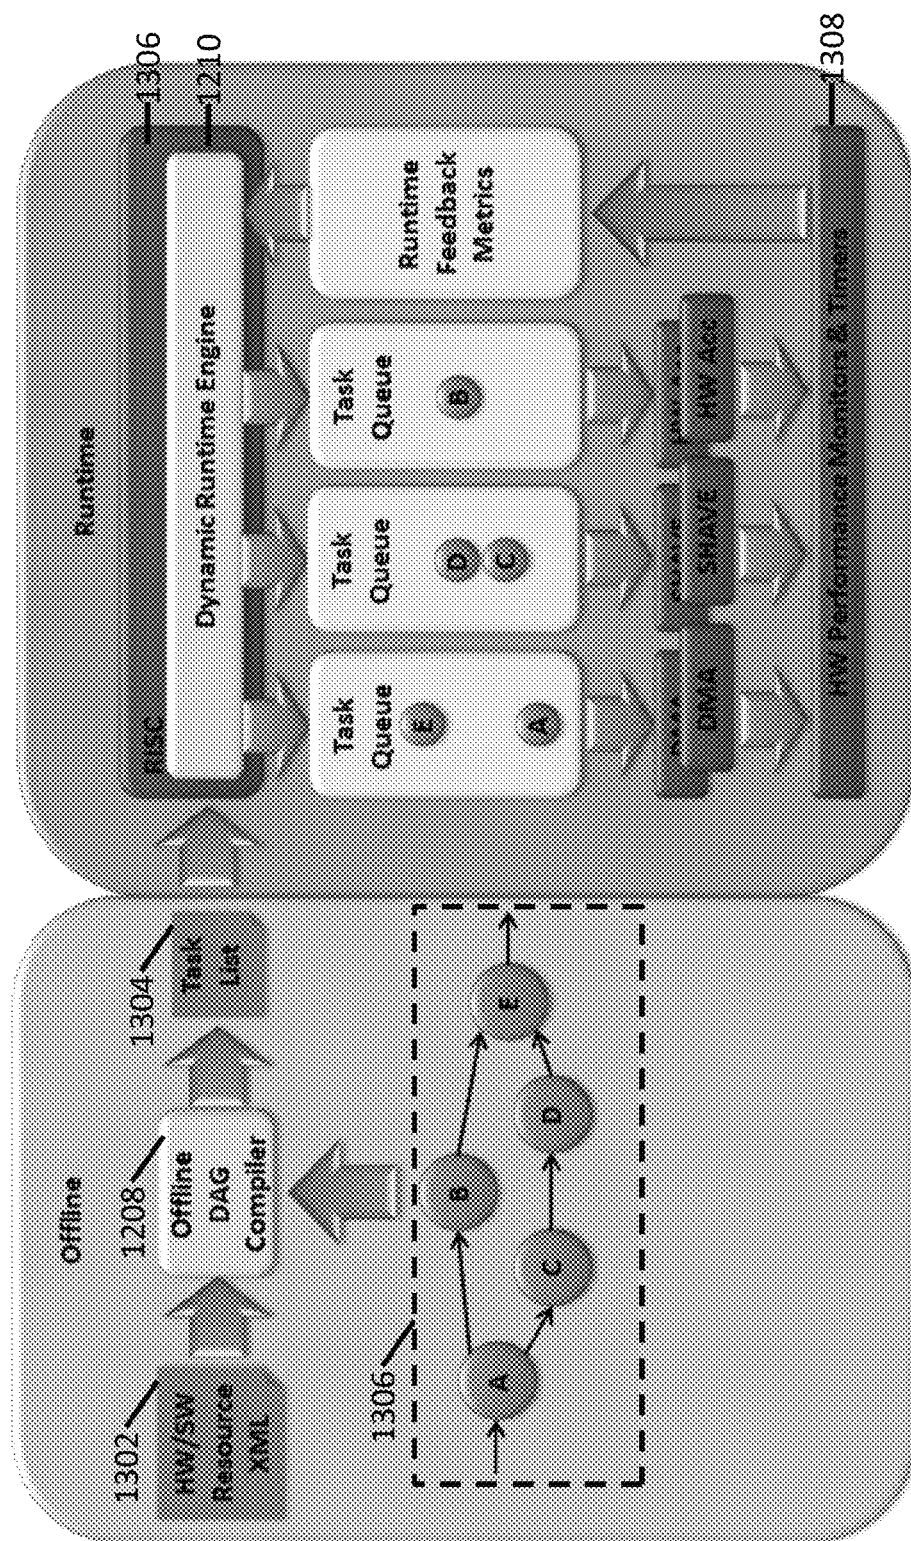 Offline
Runtime
1302
HW/SW
Resource
XML
1208
Offline
DAG
Compiler
1304
Task
List
1306
A
B
C
D
E
RISC
1306
Dynamic Runtime Engine
1210
Task
Queue
E
A
Task
Queue
D
C
Task
Queue
B
Runtime
Feedback
Metrics
DMA
SHAVE
HW Acc
HW Performance Monitors & Timers
1308